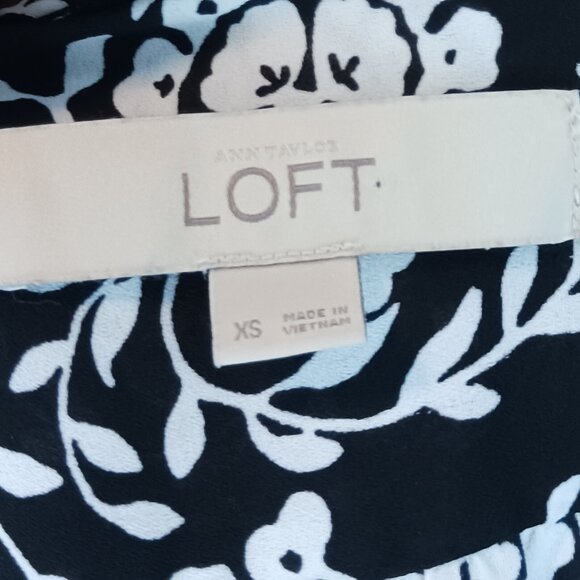 ANN TAYLOR
LOFT
XS
MADE IN
VIETNAM